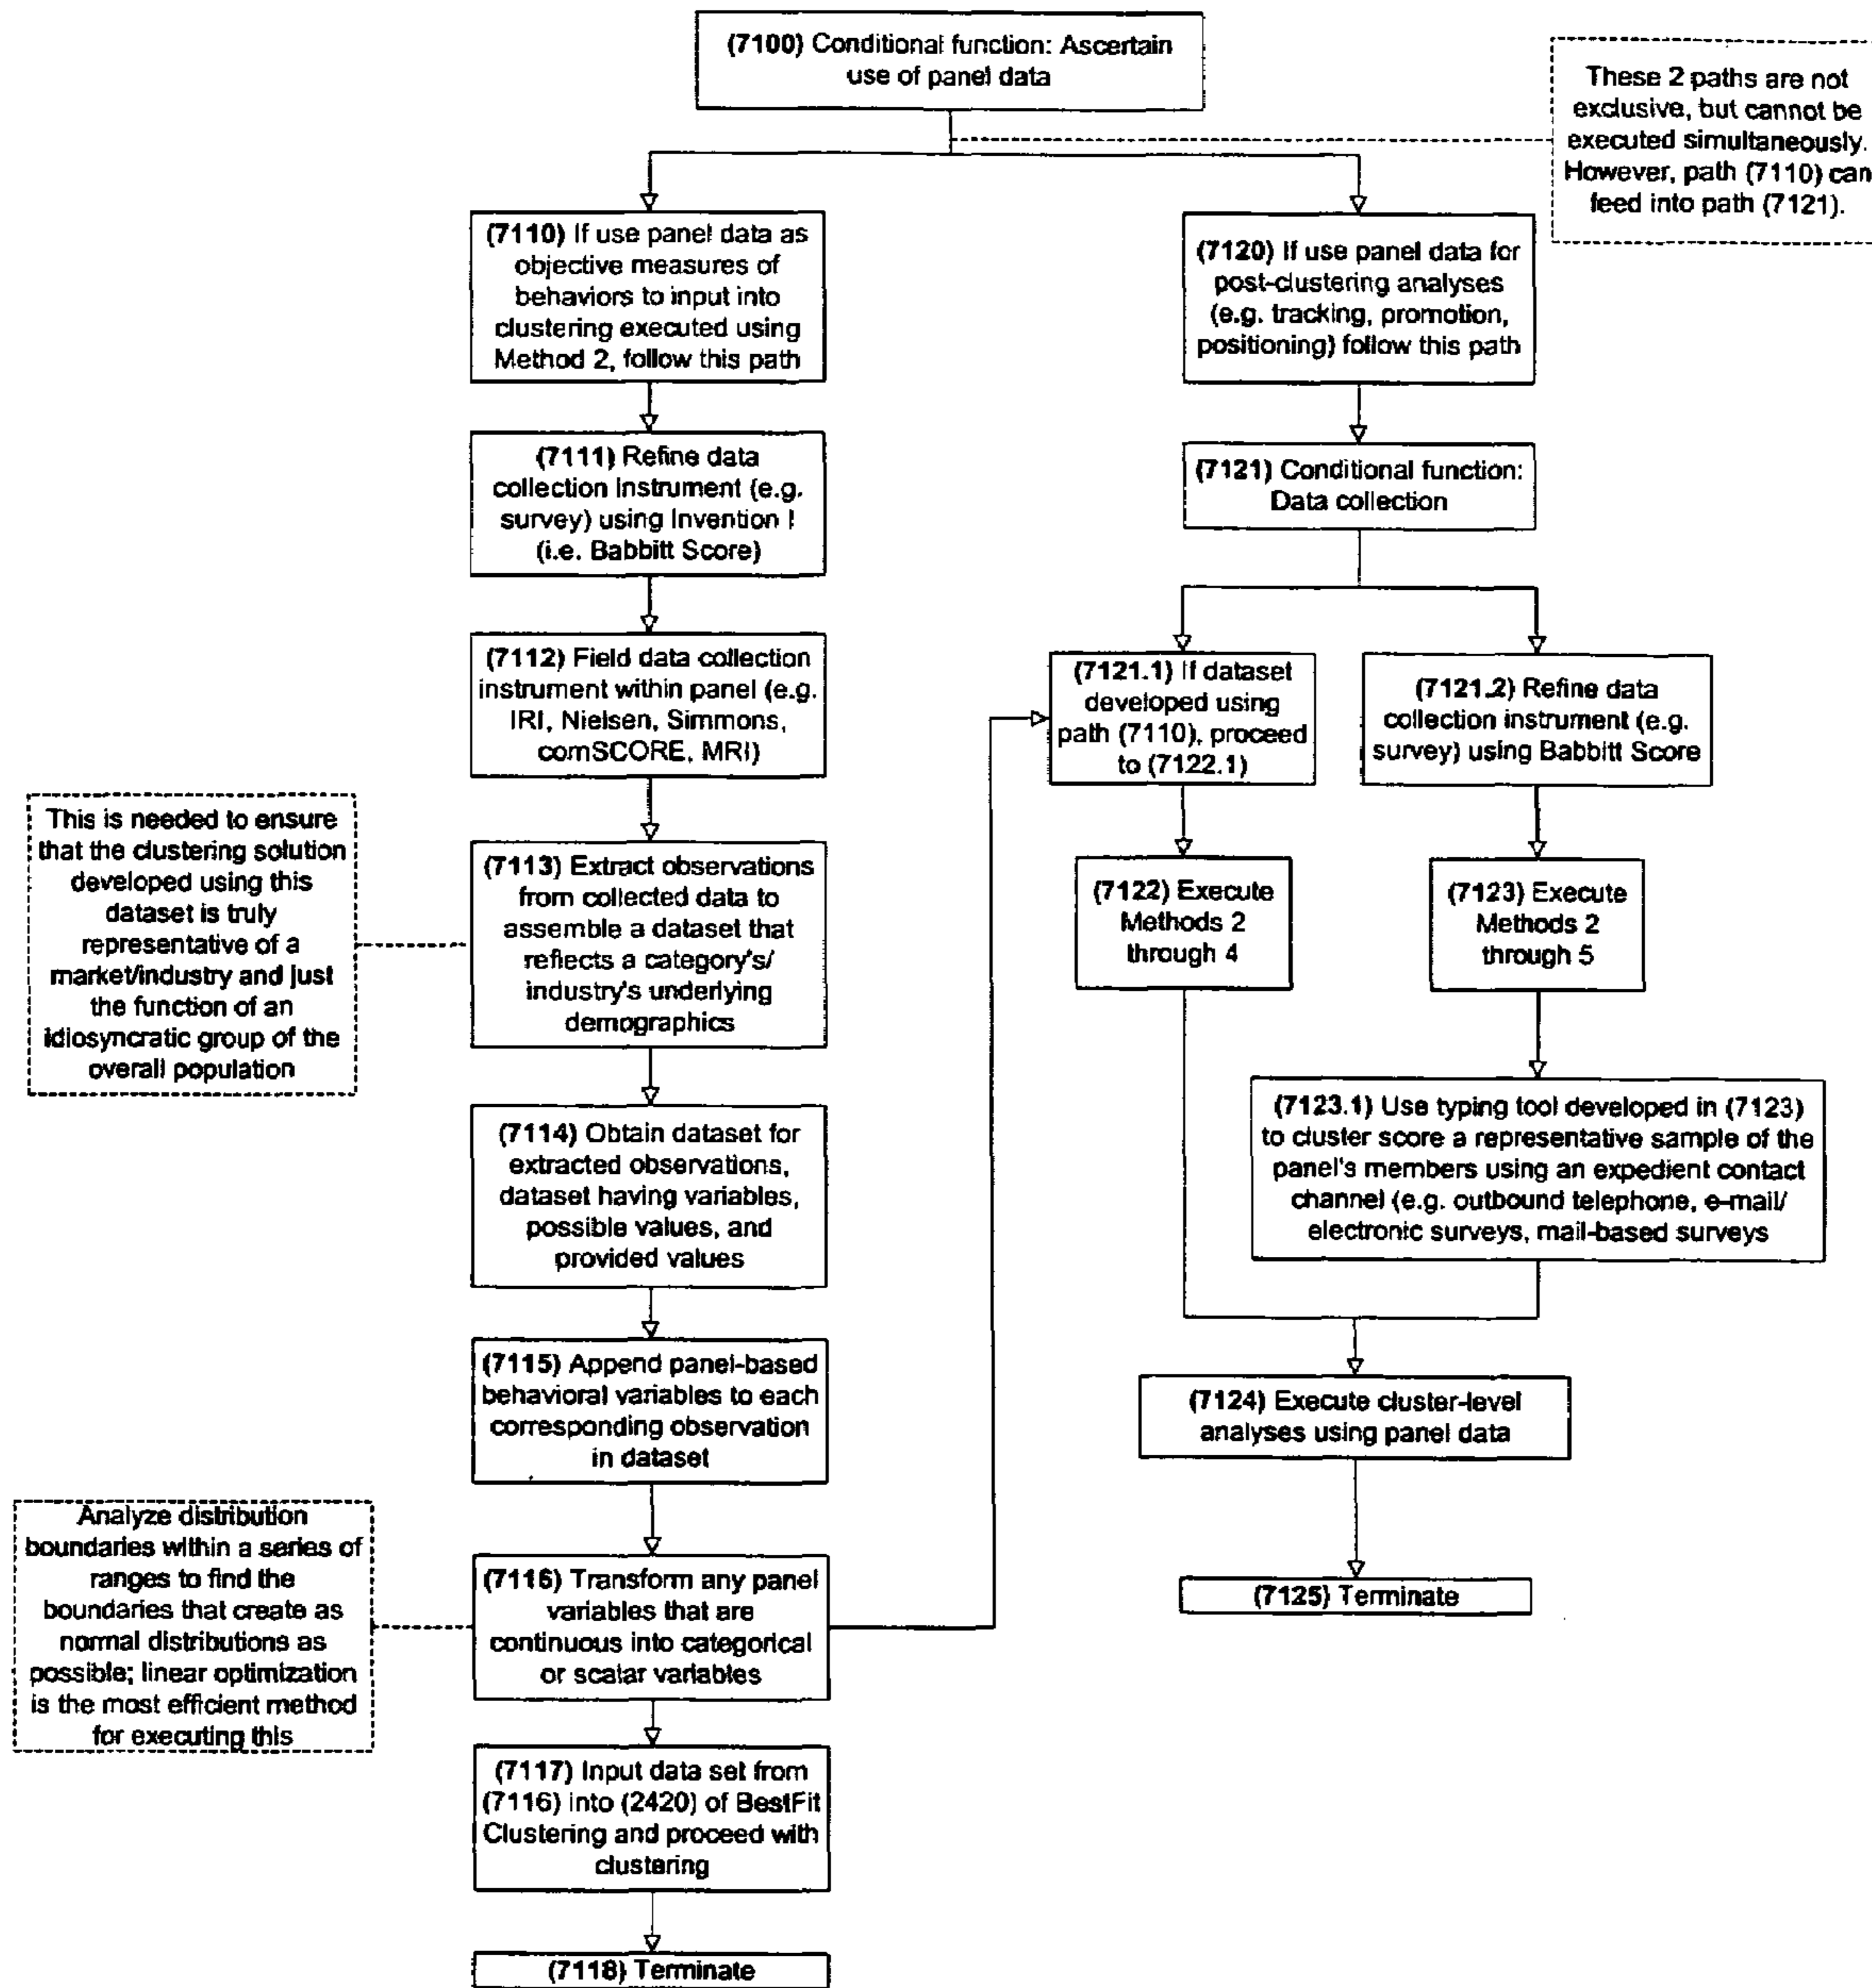 (7100) Conditional function: Ascertain
use of panel data
These 2 paths are not
exclusive, but cannot be
executed simultaneously.
However, path (7110) can
feed into path (7121).
(7110) If use panel data as
objective measures of
behaviors to input into
clustering executed using
Method 2, follow this path
(7120) If use panel data for
post-clustering analyses
(e.g. tracking, promotion,
positioning) follow this path
(7111) Refine data
collection instrument (e.g.
survey) using Invention I
(i.e. Babbitt Score)
(7121) Conditional function:
Data collection
(7112) Field data collection
instrument within panel (e.g.
IRI, Nielsen, Simmons,
comSCORE, MRI)
(7121.1) If dataset
developed using
path (7110), proceed
to (7122.1)
(7121.2) Refine data
collection instrument (e.g.
survey) using Babbitt Score
This is needed to ensure
that the clustering solution
developed using this
dataset is truly
representative of a
market/industry and just
the function of an
idiosyncratic group of the
overall population
(7113) Extract observations
from collected data to
assemble a dataset that
reflects a category's/
industry's underlying
demographics
(7122) Execute
Methods 2
through 4
(7123) Execute
Methods 2
through 5
(7114) Obtain dataset for
extracted observations,
dataset having variables,
possible values, and
provided values
(7123.1) Use typing tool developed in (7123)
to cluster score a representative sample of the
panel's members using an expedient contact
channel (e.g. outbound telephone, e-mail/
electronic surveys, mail-based surveys
(7115) Append panel-based
behavioral variables to each
corresponding observation
in dataset
(7124) Execute cluster-level
analyses using panel data
Analyze distribution
boundaries within a series of
ranges to find the
boundaries that create as
normal distributions as
possible; linear optimization
is the most efficient method
for executing this
(7116) Transform any panel
variables that are
continuous into categorical
or scalar variables
(7125) Terminate
(7117) Input data set from
(7116) into (2420) of BestFit
Clustering and proceed with
clustering
(7118) Terminate